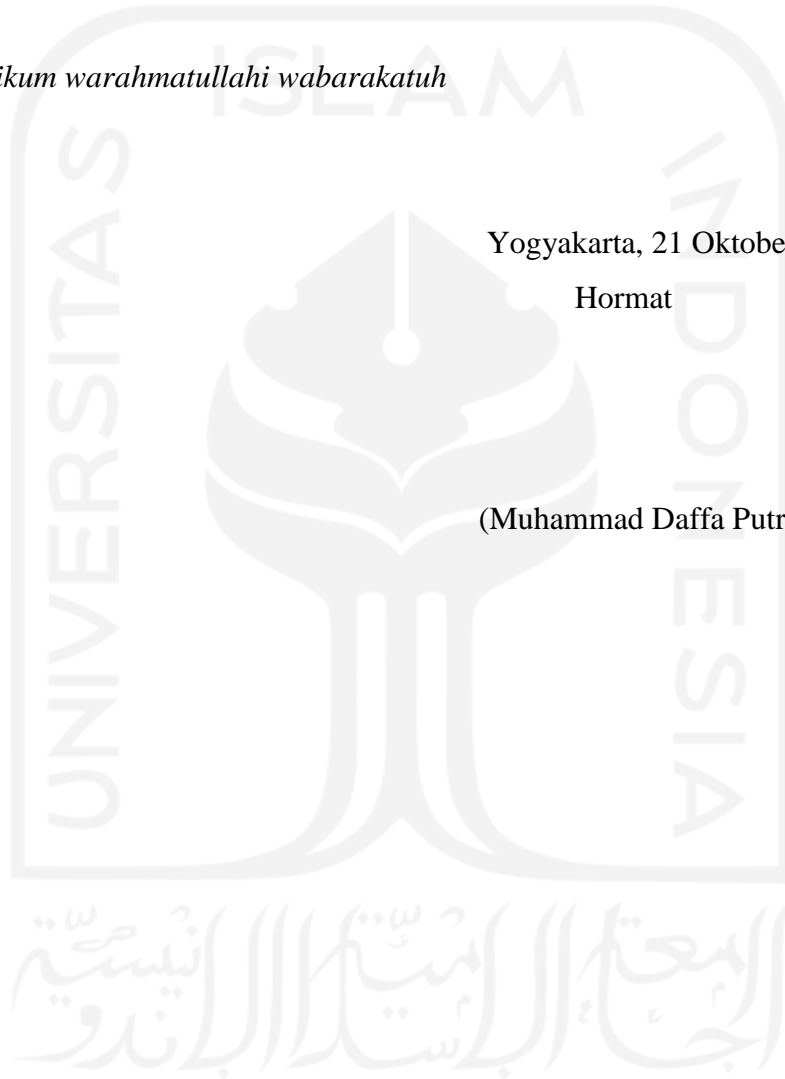 ikum warahmatullahi wabarakatuh
ISLAM
UNIVERSITAS
INDONESIA
Yogyakarta, 21 Oktobe
Hormat
(Muhammad Daffa Putr